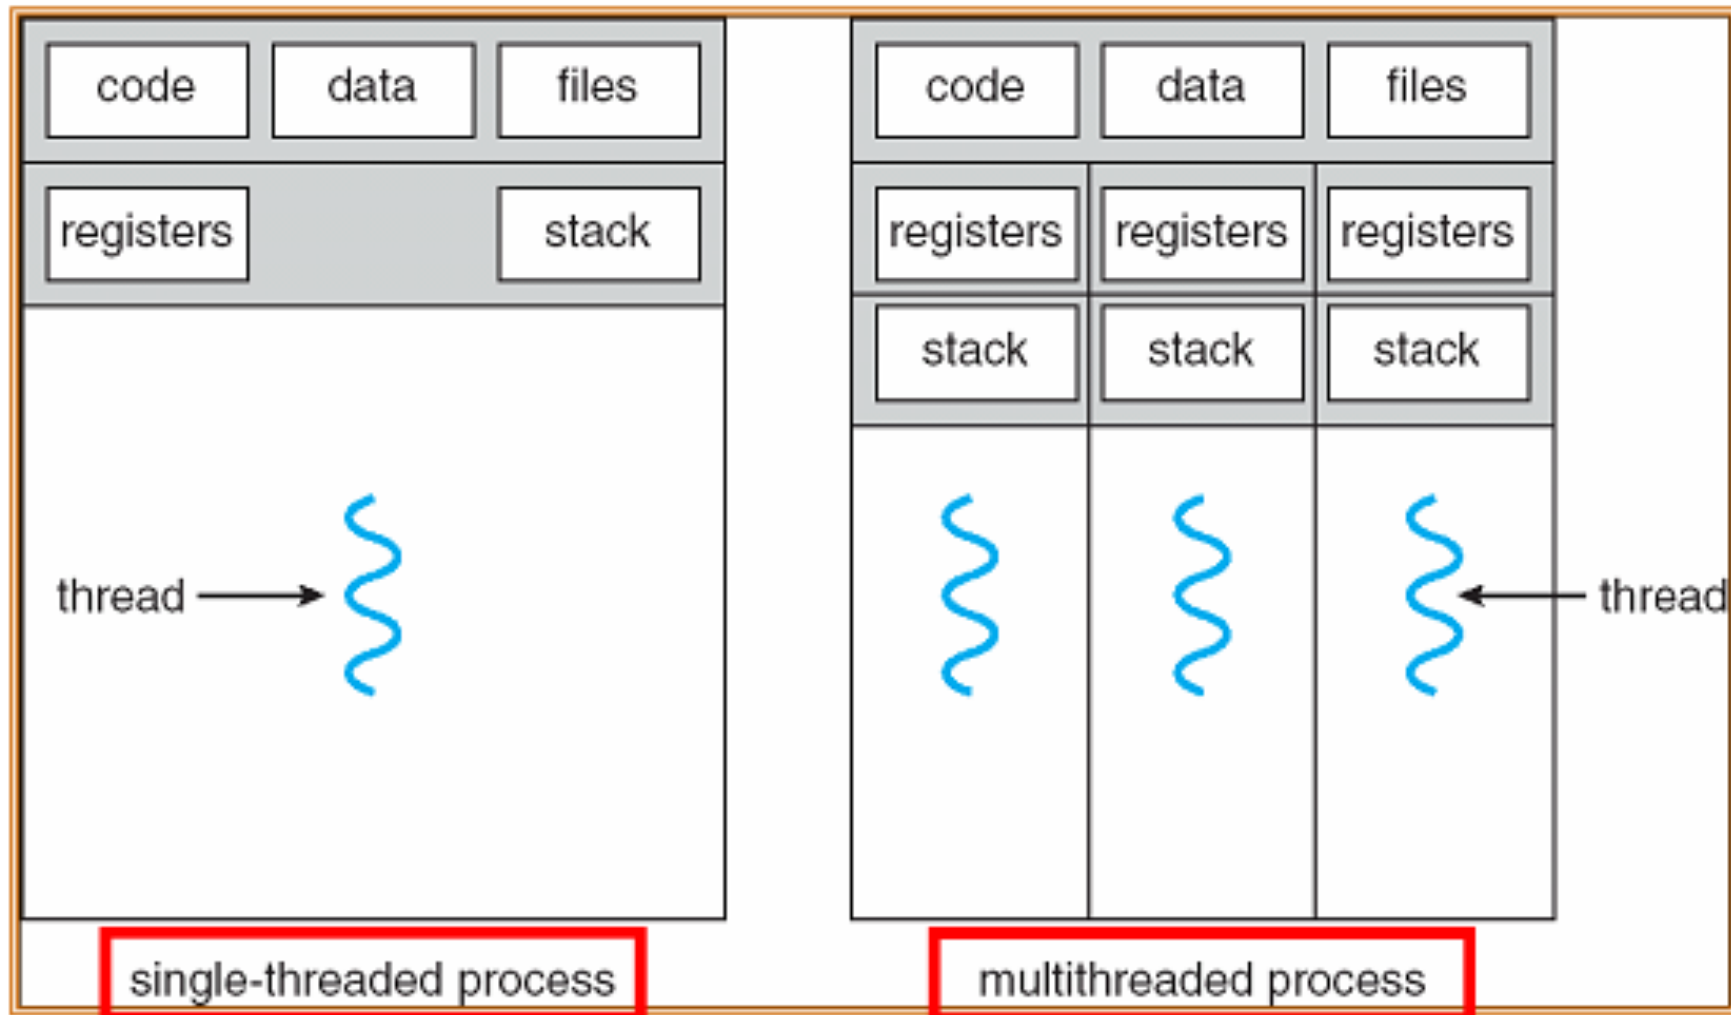 code data files
registers stack
thread
single-threaded process
code data files
registers registers registers
stack stack stack
thread
multithreaded process